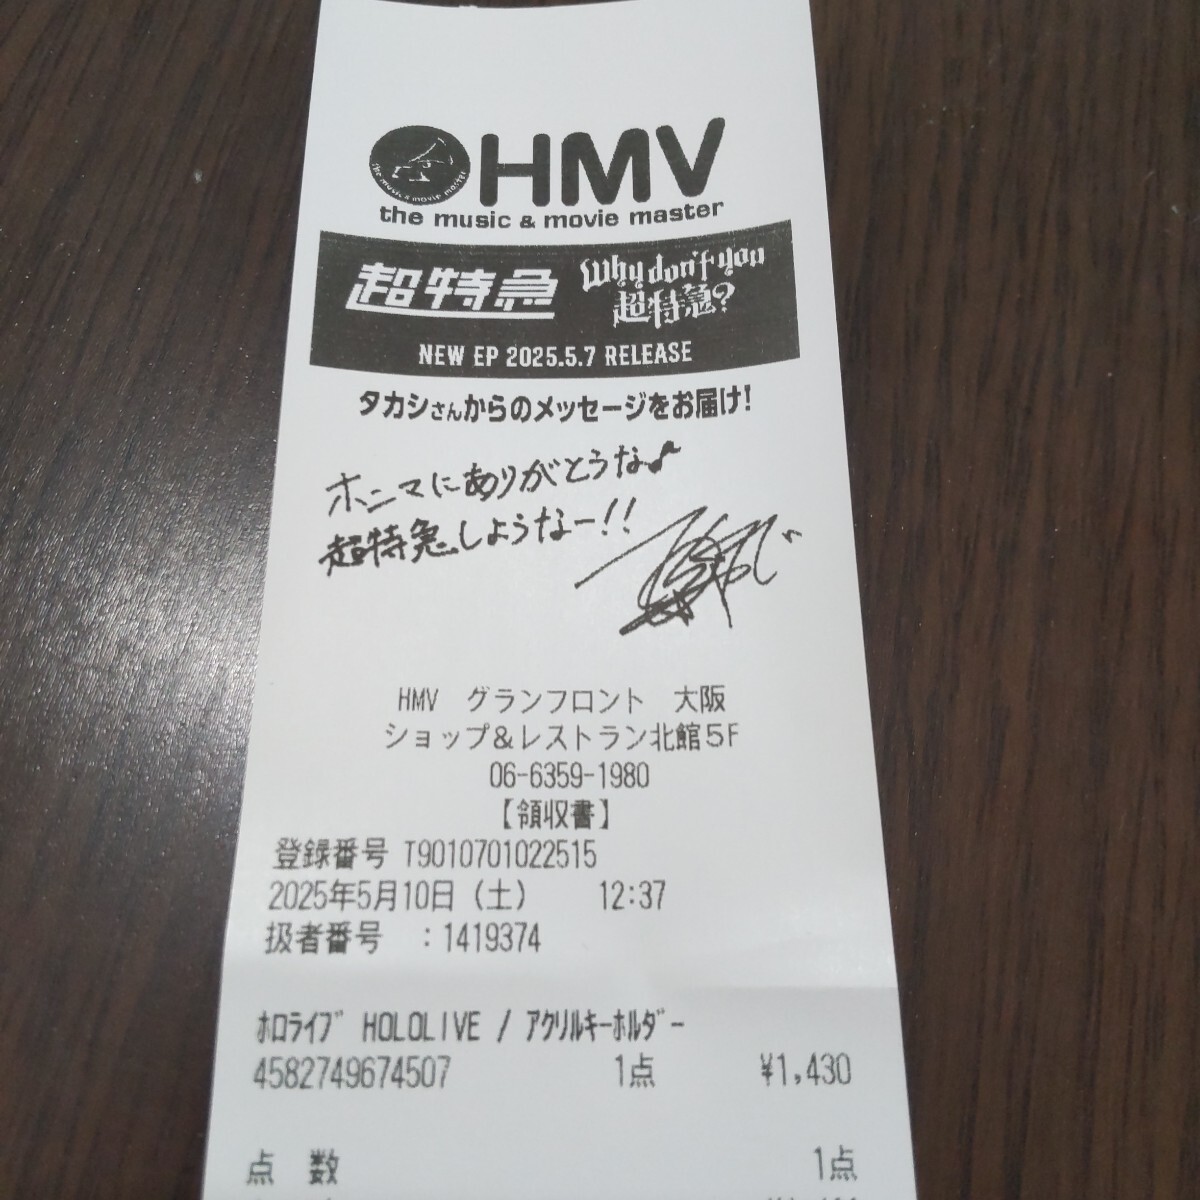 HMV
the music & movie master
超特急 Why don't you 超特急?
NEW EP 2025.5.7 RELEASE
タカシさんからのメッセージをお届け!
ホンマにありがとうな♪
超特急しような―!!
HMV グランフロント 大阪
ショップ&レストラン北館5F
06-6359-1980
【領収書】
登録番号 T9010701022515
2025年5月10日(土) 12:37
扱者番号 :1419374
ﾎﾛﾗｲﾌﾞ HOLOLIVE / ｱｸﾘﾙｷｰﾎﾙﾀﾞｰ
4582749674507 1点 ¥1,430
点 数 1点